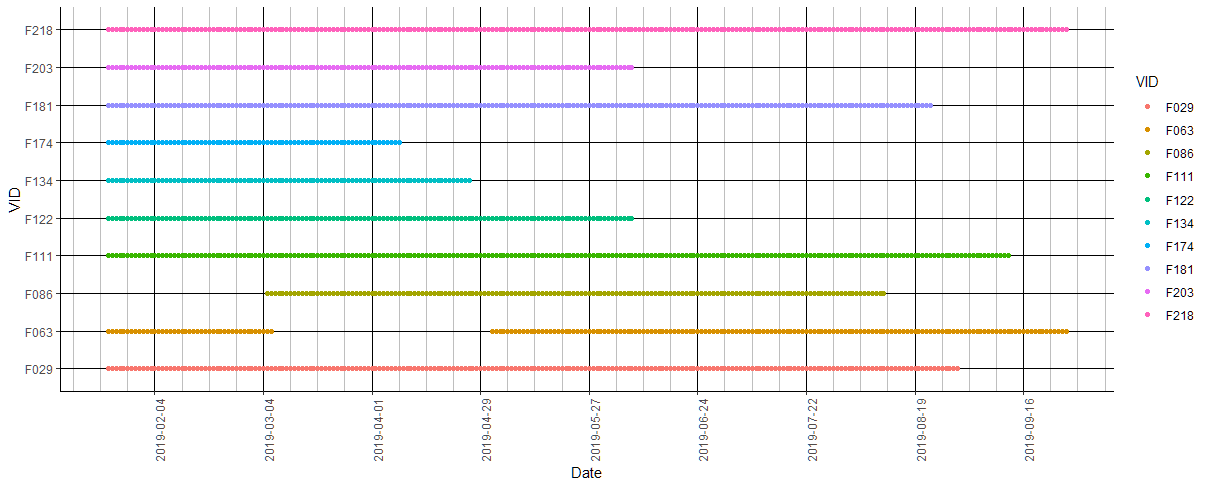 F218
F203
F181
F174
F134
F122
F111
F086
F063
F029
VID
2019-02-04
2019-03-04
2019-04-01
2019-04-29
2019-05-27
2019-06-24
2019-07-22
2019-08-19
2019-09-16
Date
VID
F029
F063
F086
F111
F122
F134
F174
F181
F203
F218